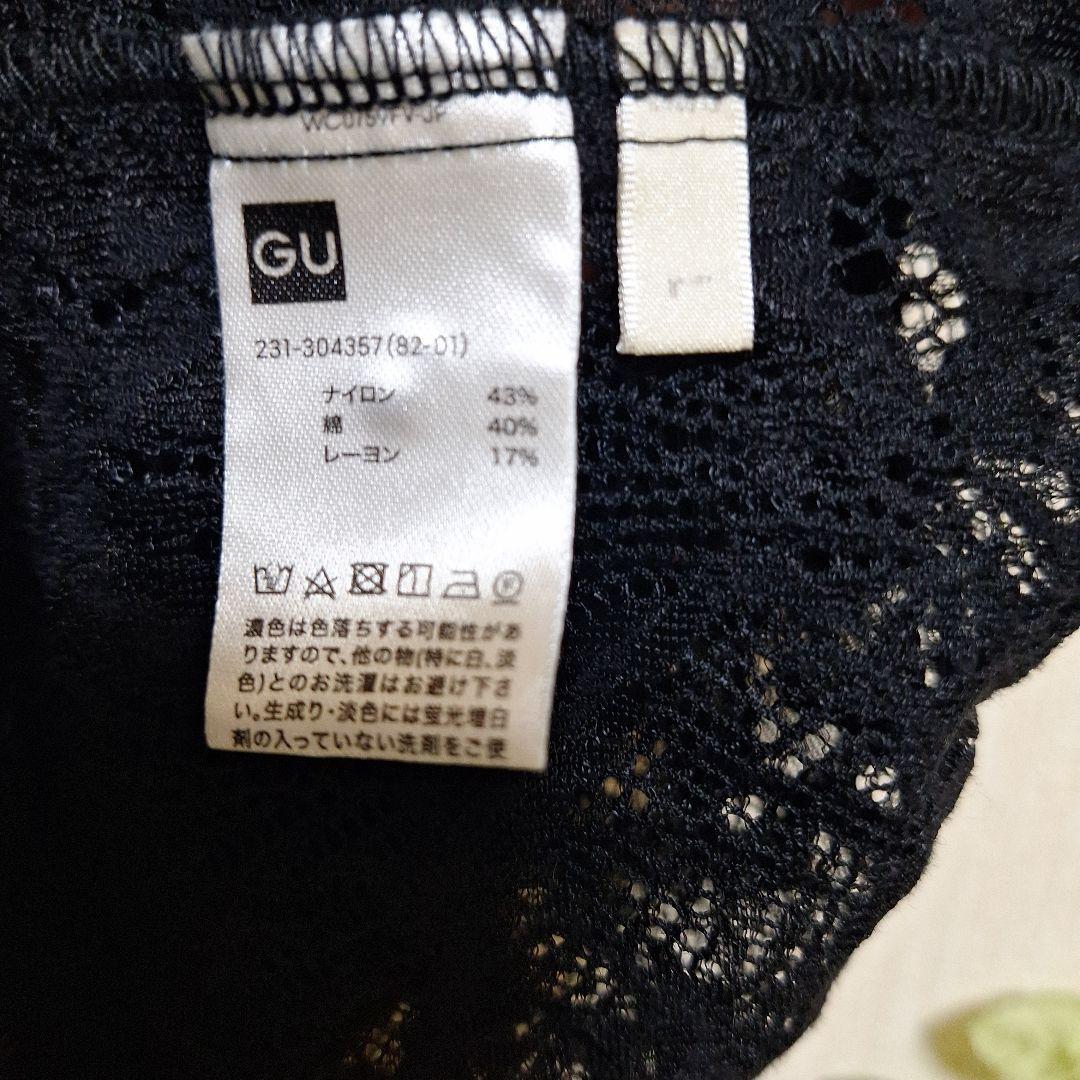 GU
231-304357(82-01)
ナイロン 43%
綿 40%
レーヨン 17%
濃色は色落ちする可能性があ
りますので、他の物(特に白、淡
色)とのお洗濯はお避け下さ
い。生成り・淡色には蛍光増白
剤の入っていない洗剤をご使